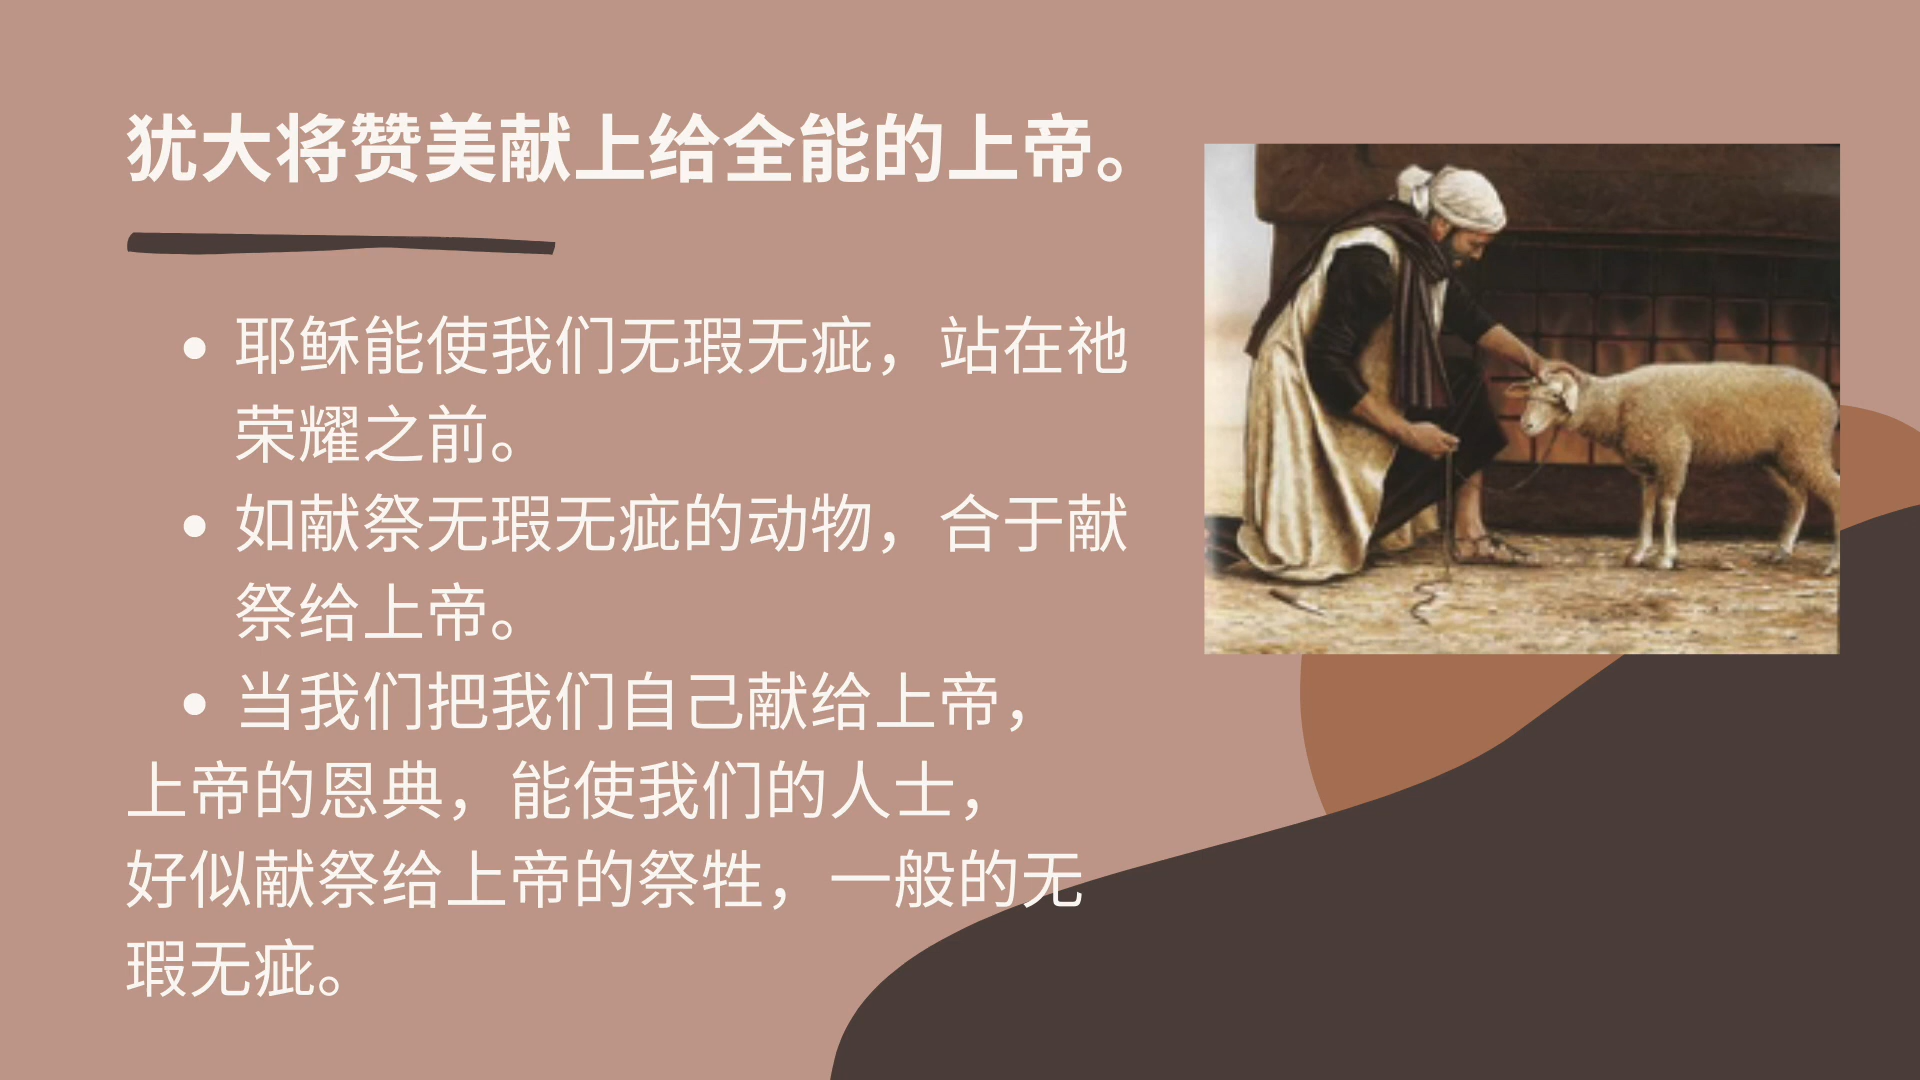 犹大将赞美献上给全能的上帝。
• 耶稣能使我们无瑕无疵，站在祂
荣耀之前。
• 如献祭无瑕无疵的动物，合于献
祭给上帝。
• 当我们把我们自己献给上帝，
上帝的恩典，能使我们的人士，
好似献祭给上帝的祭牲，一般的无
瑕无疵。